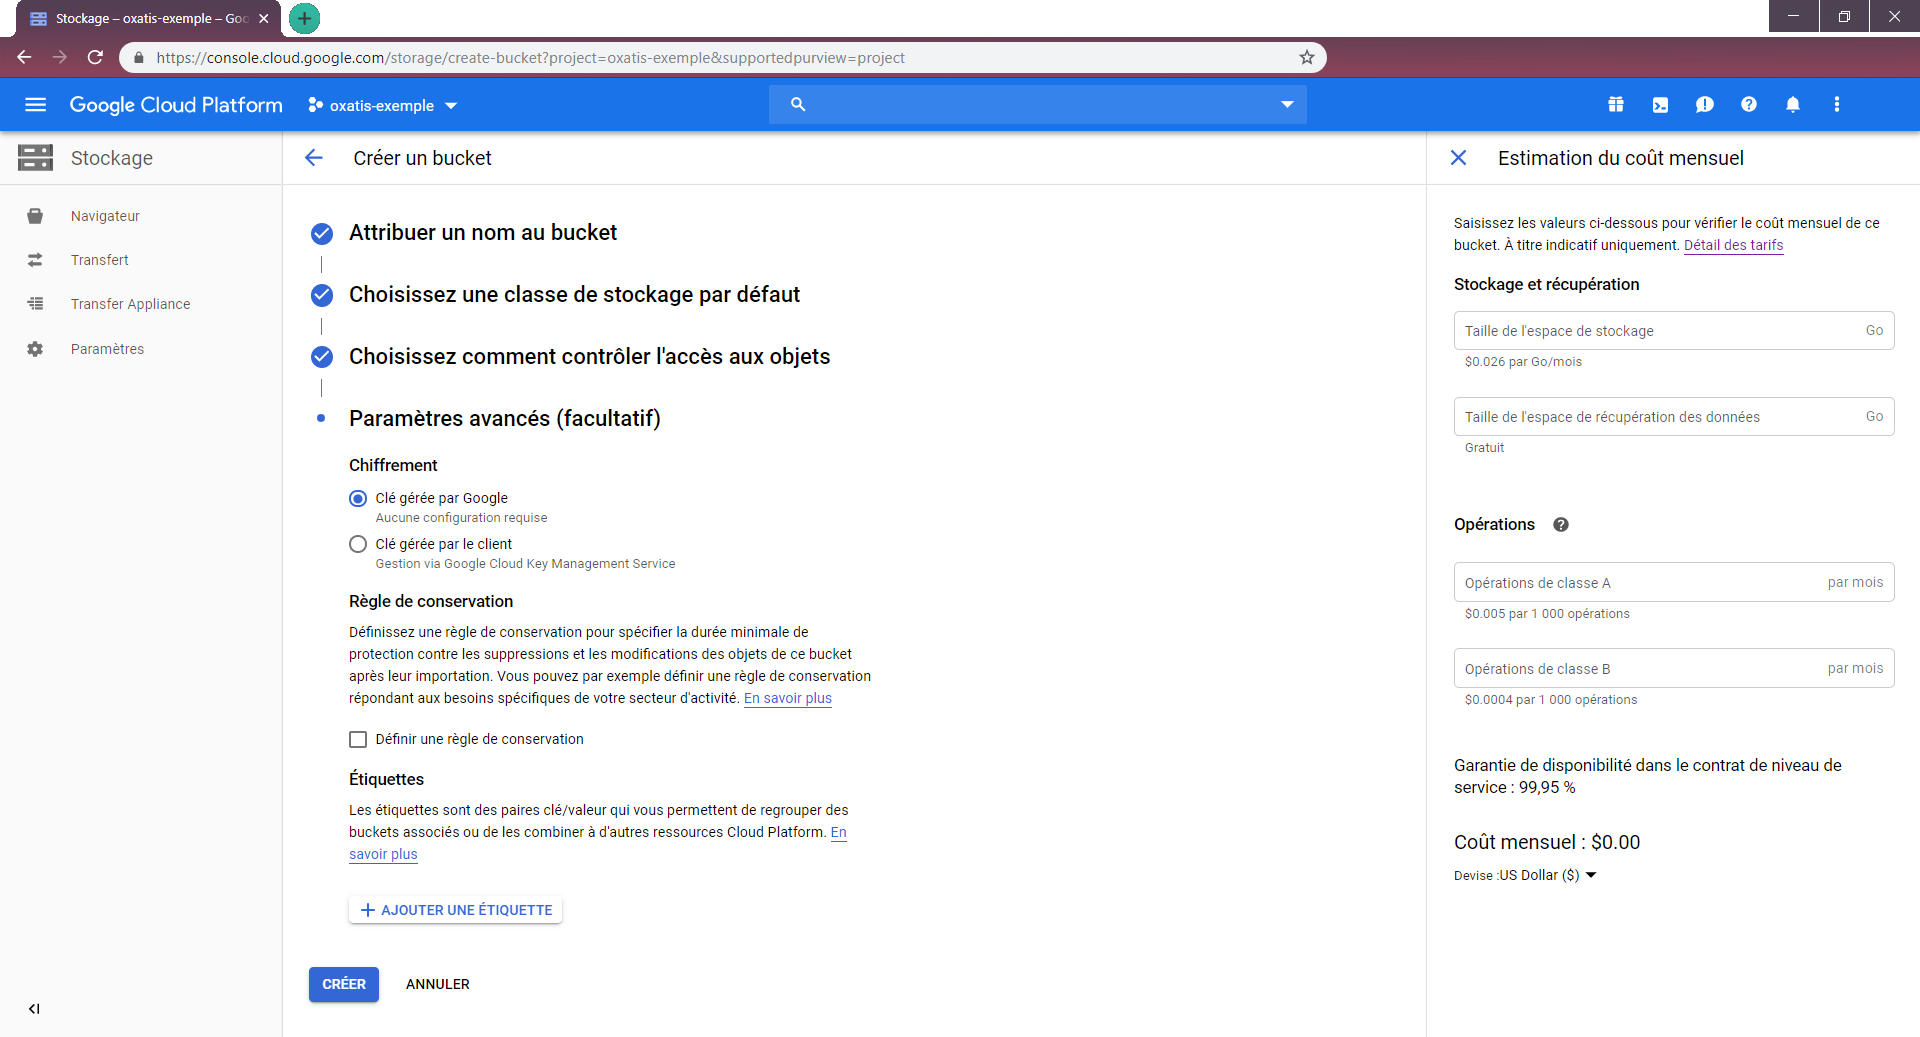 Stockage – oxatis-exemple – Goo
https://console.cloud.google.com/storage/create-bucket?project=oxatis-exemple&supportedpurview=project
Google Cloud Platform
oxatis-exemple
Stockage
Navigateur
Transfert
Transfer Appliance
Paramètres
Créer un bucket
Attribuer un nom au bucket
Choisissez une classe de stockage par défaut
Choisissez comment contrôler l'accès aux objets
Paramètres avancés (facultatif)
Chiffrement
Clé gérée par Google
Aucune configuration requise
Clé gérée par le client
Gestion via Google Cloud Key Management Service
Règle de conservation
Définissez une règle de conservation pour spécifier la durée minimale de
protection contre les suppressions et les modifications des objets de ce bucket
après leur importation. Vous pouvez par exemple définir une règle de conservation
répondant aux besoins spécifiques de votre secteur d'activité. En savoir plus
Définir une règle de conservation
Étiquettes
Les étiquettes sont des paires clé/valeur qui vous permettent de regrouper des
buckets associés ou de les combiner à d'autres ressources Cloud Platform. En
savoir plus
AJOUTER UNE ÉTIQUETTE
CRÉER
ANNULER
Estimation du coût mensuel
Saisissez les valeurs ci-dessous pour vérifier le coût mensuel de ce
bucket. À titre indicatif uniquement. Détail des tarifs
Stockage et récupération
Taille de l'espace de stockage Go
$0.026 par Go/mois
Taille de l'espace de récupération des données Go
Gratuit
Opérations
Opérations de classe A par mois
$0.005 par 1 000 opérations
Opérations de classe B par mois
$0.0004 par 1 000 opérations
Garantie de disponibilité dans le contrat de niveau de
service : 99,95 %
Coût mensuel : $0.00
Devise :US Dollar ($)